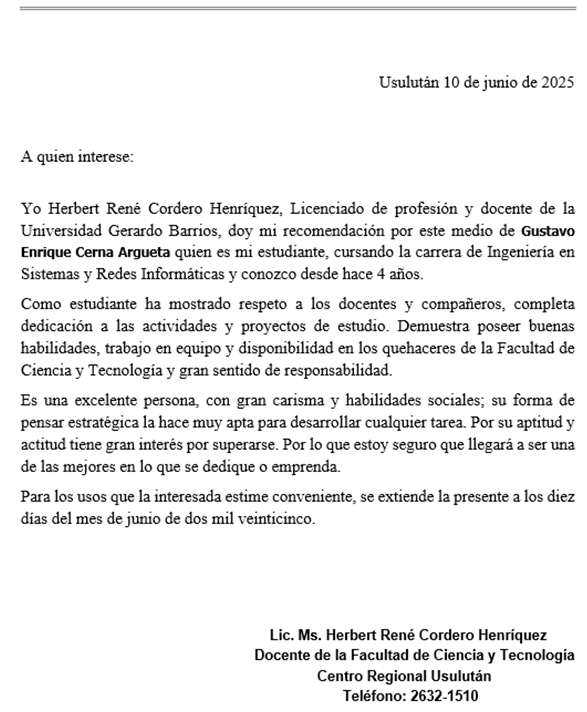 Usulután 10 de junio de 2025
A quien interese:
Yo Herbert René Cordero Henríquez, Licenciado de profesión y docente de la
Universidad Gerardo Barrios, doy mi recomendación por este medio de Gustavo
Enrique Cerna Argueta quien es mi estudiante, cursando la carrera de Ingeniería en
Sistemas y Redes Informáticas y conozco desde hace 4 años.
Como estudiante ha mostrado respeto a los docentes y compañeros, completa
dedicación a las actividades y proyectos de estudio. Demuestra poseer buenas
habilidades, trabajo en equipo y disponibilidad en los quehaceres de la Facultad de
Ciencia y Tecnología y gran sentido de responsabilidad.
Es una excelente persona, con gran carisma y habilidades sociales; su forma de
pensar estratégica la hace muy apta para desarrollar cualquier tarea. Por su aptitud y
actitud tiene gran interés por superarse. Por lo que estoy seguro que llegará a ser una
de las mejores en lo que se dedique o emprenda.
Para los usos que la interesada estime conveniente, se extiende la presente a los diez
días del mes de junio de dos mil veinticinco.
Lic. Ms. Herbert René Cordero Henríquez
Docente de la Facultad de Ciencia y Tecnología
Centro Regional Usulután
Teléfono: 2632-1510